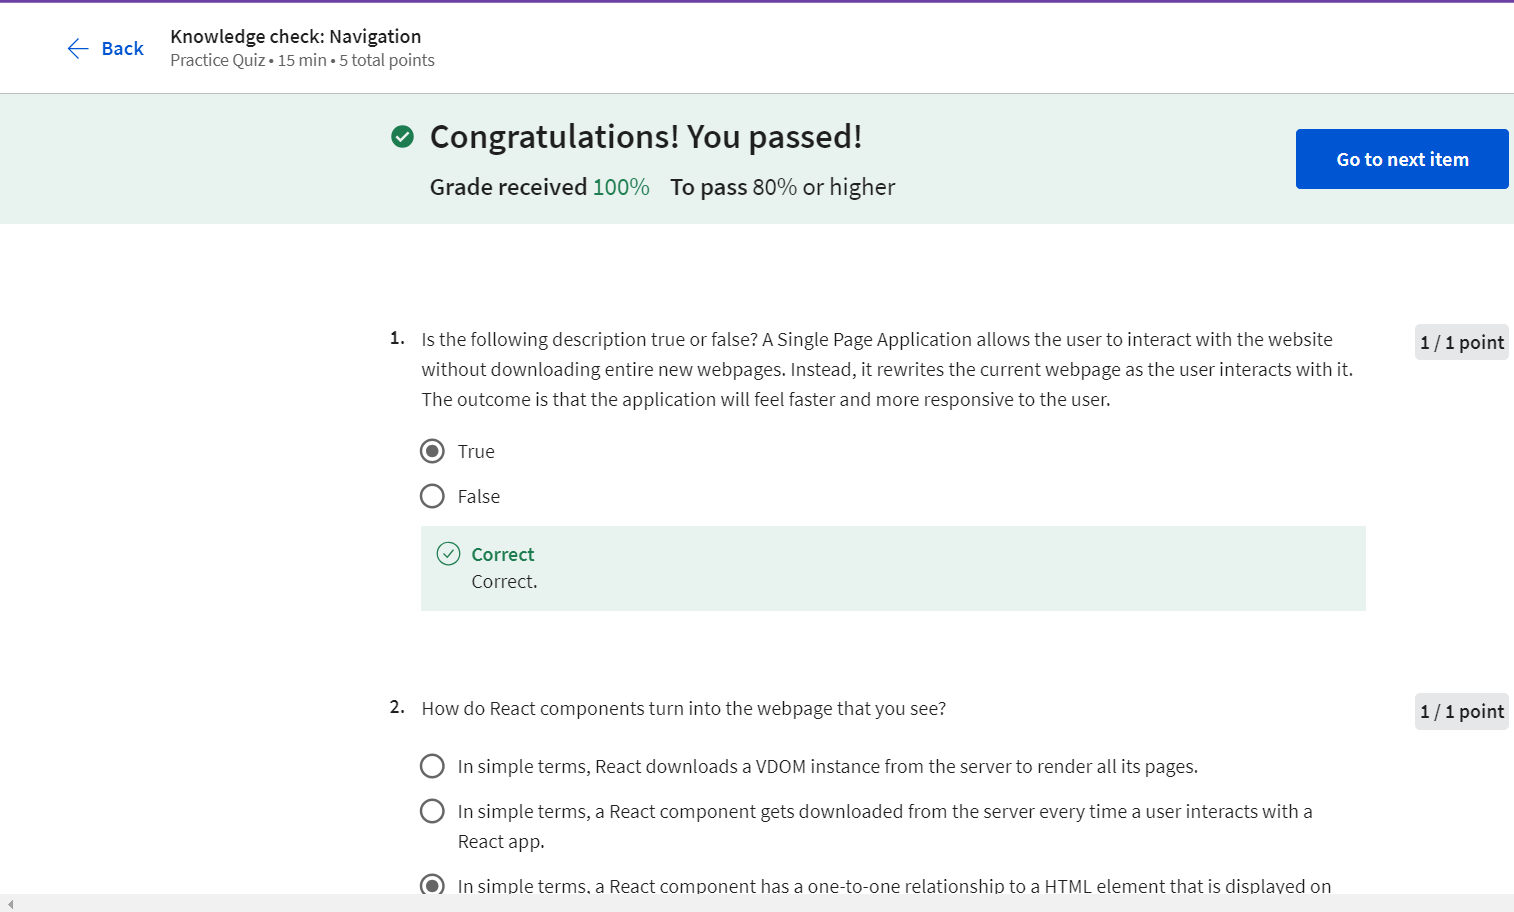 Back
Knowledge check: Navigation
Practice Quiz • 15 min • 5 total points
Congratulations! You passed!
Grade received 100% To pass 80% or higher
Go to next item
1. Is the following description true or false? A Single Page Application allows the user to interact with the website
without downloading entire new webpages. Instead, it rewrites the current webpage as the user interacts with it.
The outcome is that the application will feel faster and more responsive to the user.
1 / 1 point
True
False
Correct
Correct.
2. How do React components turn into the webpage that you see?
1 / 1 point
In simple terms, React downloads a VDOM instance from the server to render all its pages.
In simple terms, a React component gets downloaded from the server every time a user interacts with a
React app.
In simple terms, a React component has a one-to-one relationship to a HTML element that is displayed on